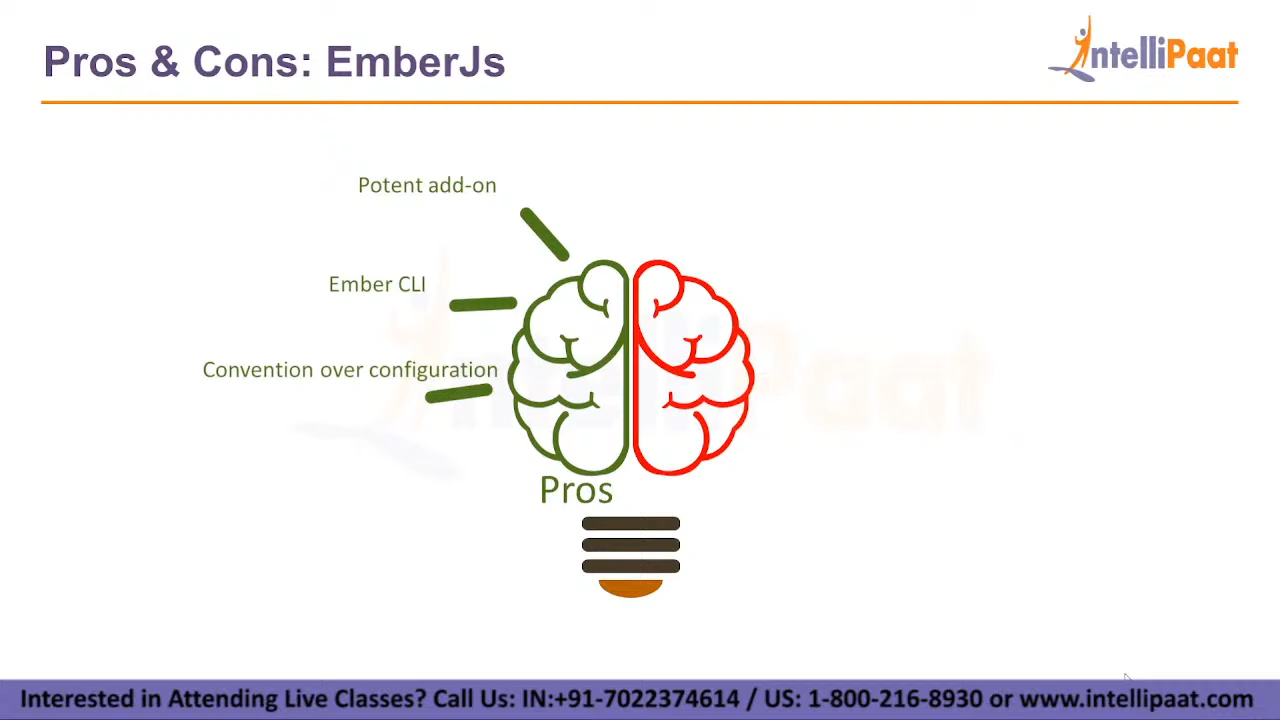 Pros & Cons: EmberJs
IntelliPaat
Potent add-on
Ember CLI
Convention over configuration
IntelliPaat
Pros
Interested in Attending Live Classes? Call Us: IN:+91-7022374614 / US: 1-800-216-8930 or www.intellipaat.com